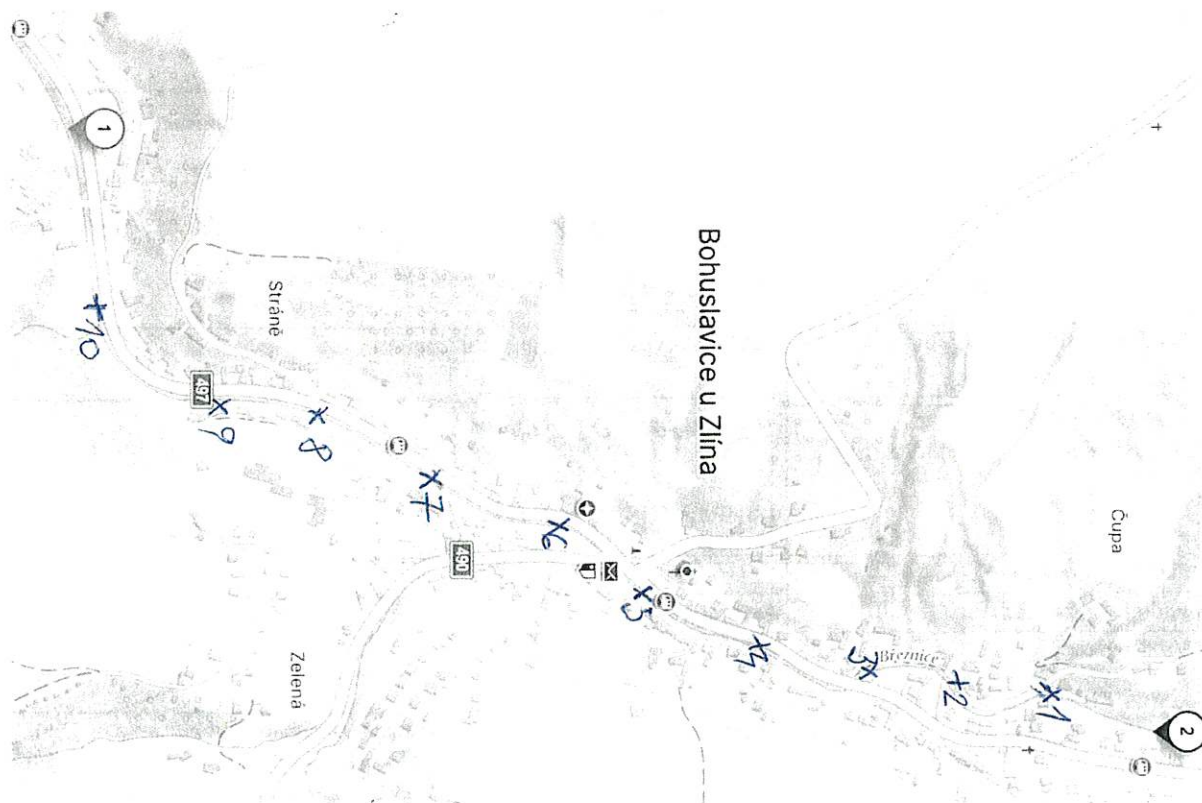 1
Stráně
497
Bohuslavice u Zlína
490
Zelená
Čupa
Březnice
2
x1
x2
3x
x4
x5
x6
x7
x8
x9
x10